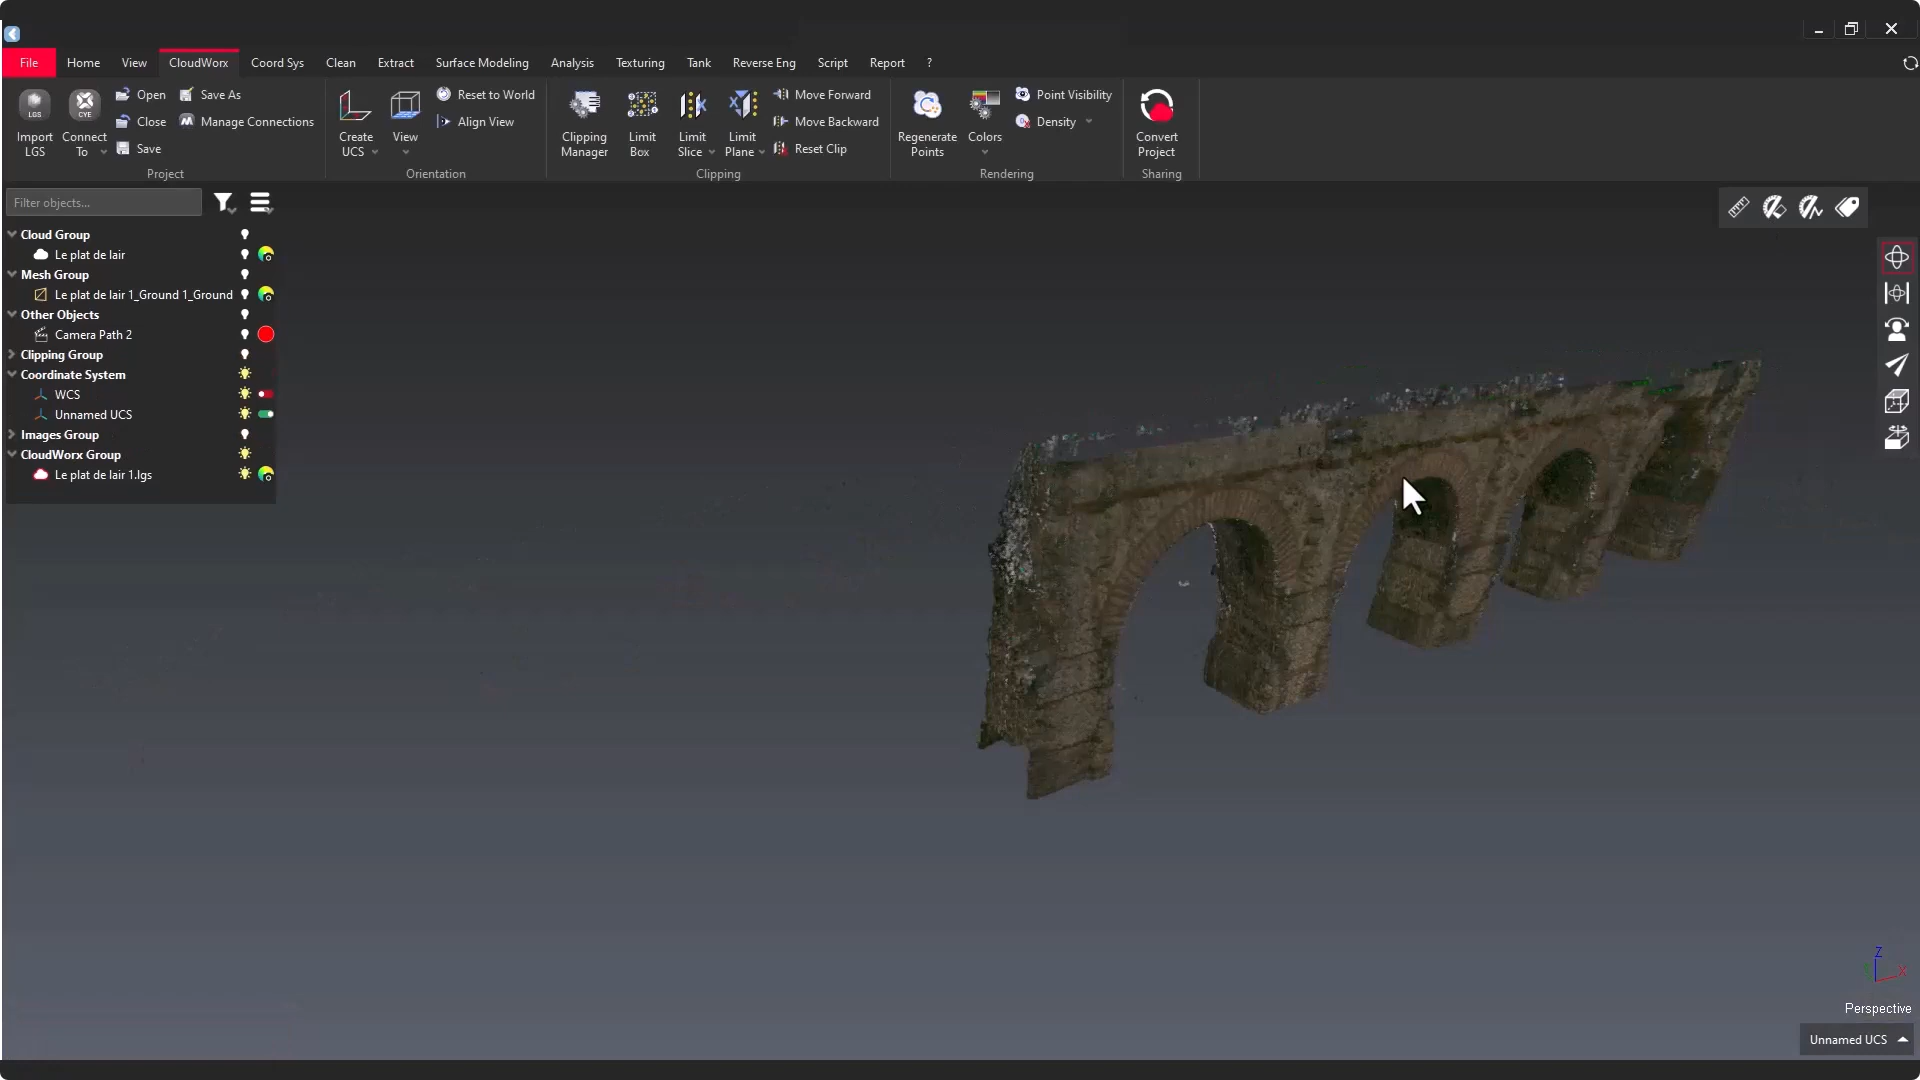 File Home View CloudWorx Coord Sys Clean Extract Surface Modeling Analysis Texturing Tank Reverse Eng Script Report ?
LGS
Import
LGS
CYE
Connect
To
Open
Close
Save
Save As
Manage Connections
Project
Create
UCS
View
Reset to World
Align View
Orientation
Clipping
Manager
Limit
Box
Limit
Slice
Limit
Plane
Move Forward
Move Backward
Reset Clip
Clipping
Regenerate
Points
Colors
Point Visibility
Density
Rendering
Convert
Project
Sharing
Filter objects...
Cloud Group
Le plat de lair
Mesh Group
Le plat de lair 1_Ground 1_Ground
Other Objects
Camera Path 2
Clipping Group
Coordinate System
WCS
Unnamed UCS
Images Group
CloudWorx Group
Le plat de lair 1.lgs
Z
X
Perspective
Unnamed UCS